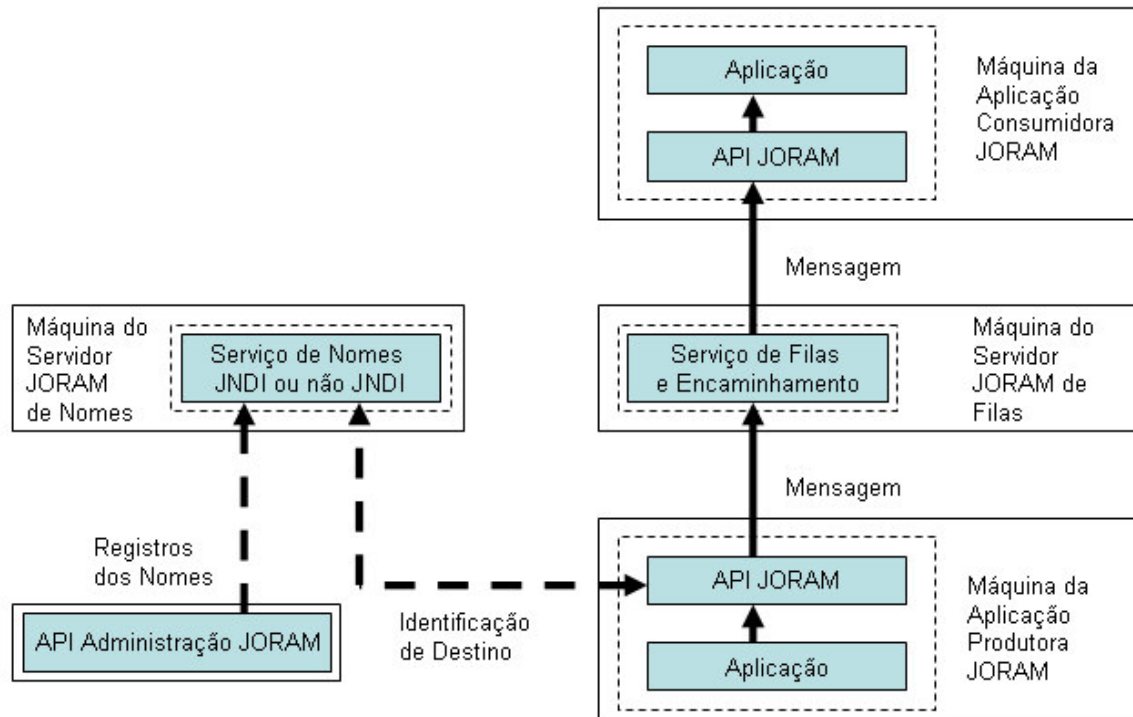 Aplicação
API JORAM
Máquina da
Aplicação
Consumidora
JORAM
Mensagem
Máquina do
Servidor
JORAM
de Nomes
Serviço de Nomes
JNDI ou não JNDI
Serviço de Filas
e Encaminhamento
Máquina do
Servidor
JORAM de
Filas
Mensagem
Registros
dos Nomes
API Administração JORAM
Identificação
de Destino
API JORAM
Aplicação
Máquina da
Aplicação
Produtora
JORAM